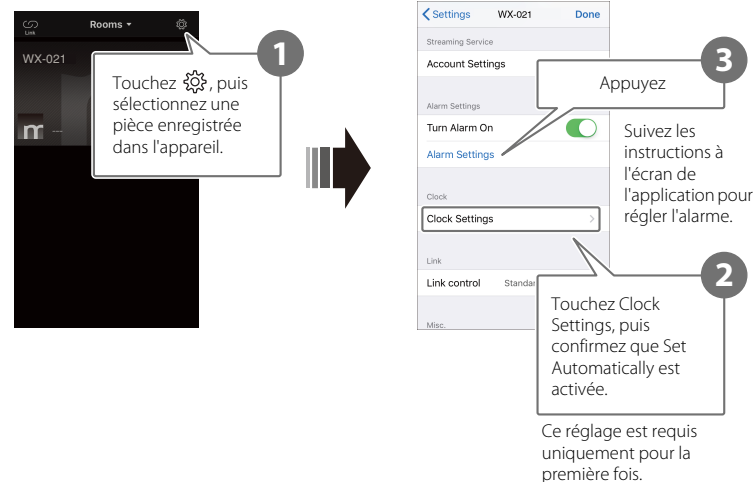 Link
Rooms
WX-021
1
Touchez , puis
sélectionnez une
pièce enregistrée
dans l'appareil.
Settings WX-021 Done
Streaming Service
Account Settings
3
Appuyez
Alarm Settings
Turn Alarm On
Alarm Settings
Suivez les
instructions à
l'écran de
l'application pour
régler l'alarme.
Clock
Clock Settings
Link
Link control
Misc.
2
Touchez Clock
Settings, puis
confirmez que Set
Automatically est
activée.
Ce réglage est requis
uniquement pour la
première fois.